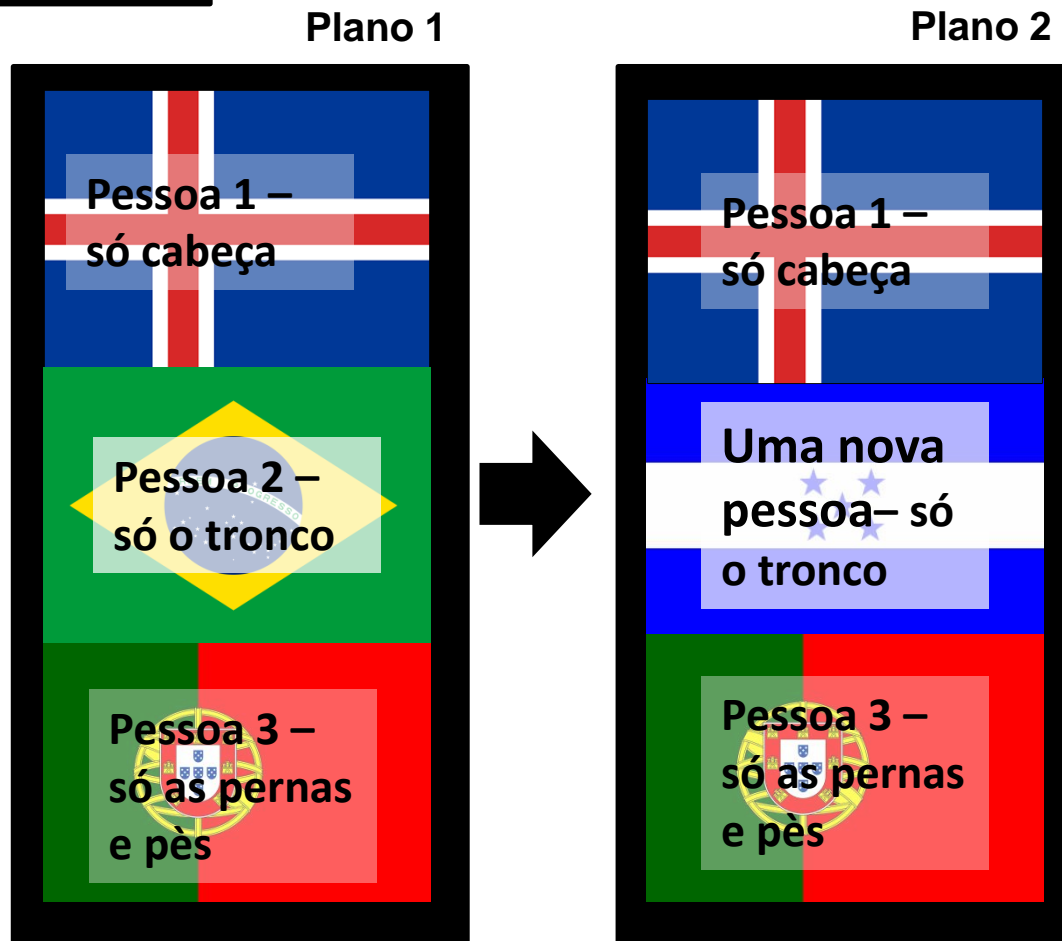 Plano 1
Pessoa 1 –
só cabeça
Pessoa 2 –
só o tronco
Pessoa 3 –
só as pernas
e pès
Plano 2
Pessoa 1 –
só cabeça
Uma nova
pessoa– só
o tronco
Pessoa 3 –
só as pernas
e pès